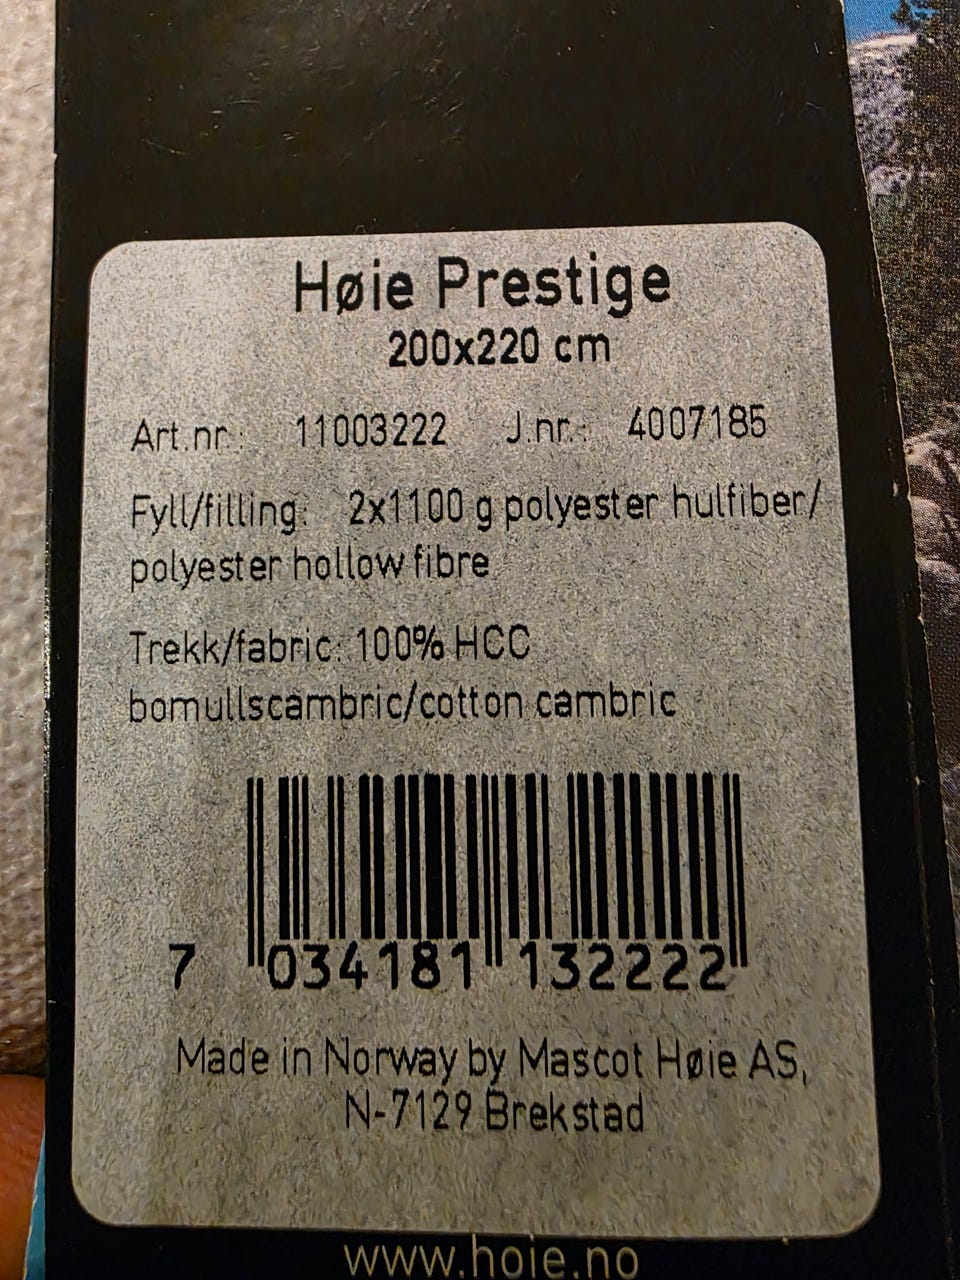 Høie Prestige
200x220 cm
Art.nr.: 11003222 J.nr.: 4007185
Fyll/filling: 2x1100 g polyester hulfiber/
polyester hollow fibre
Trekk/fabric: 100% HCC
bomullscambric/cotton cambric
7 034181 132222
Made in Norway by Mascot Høie AS,
N-7129 Brekstad
www.hoie.no